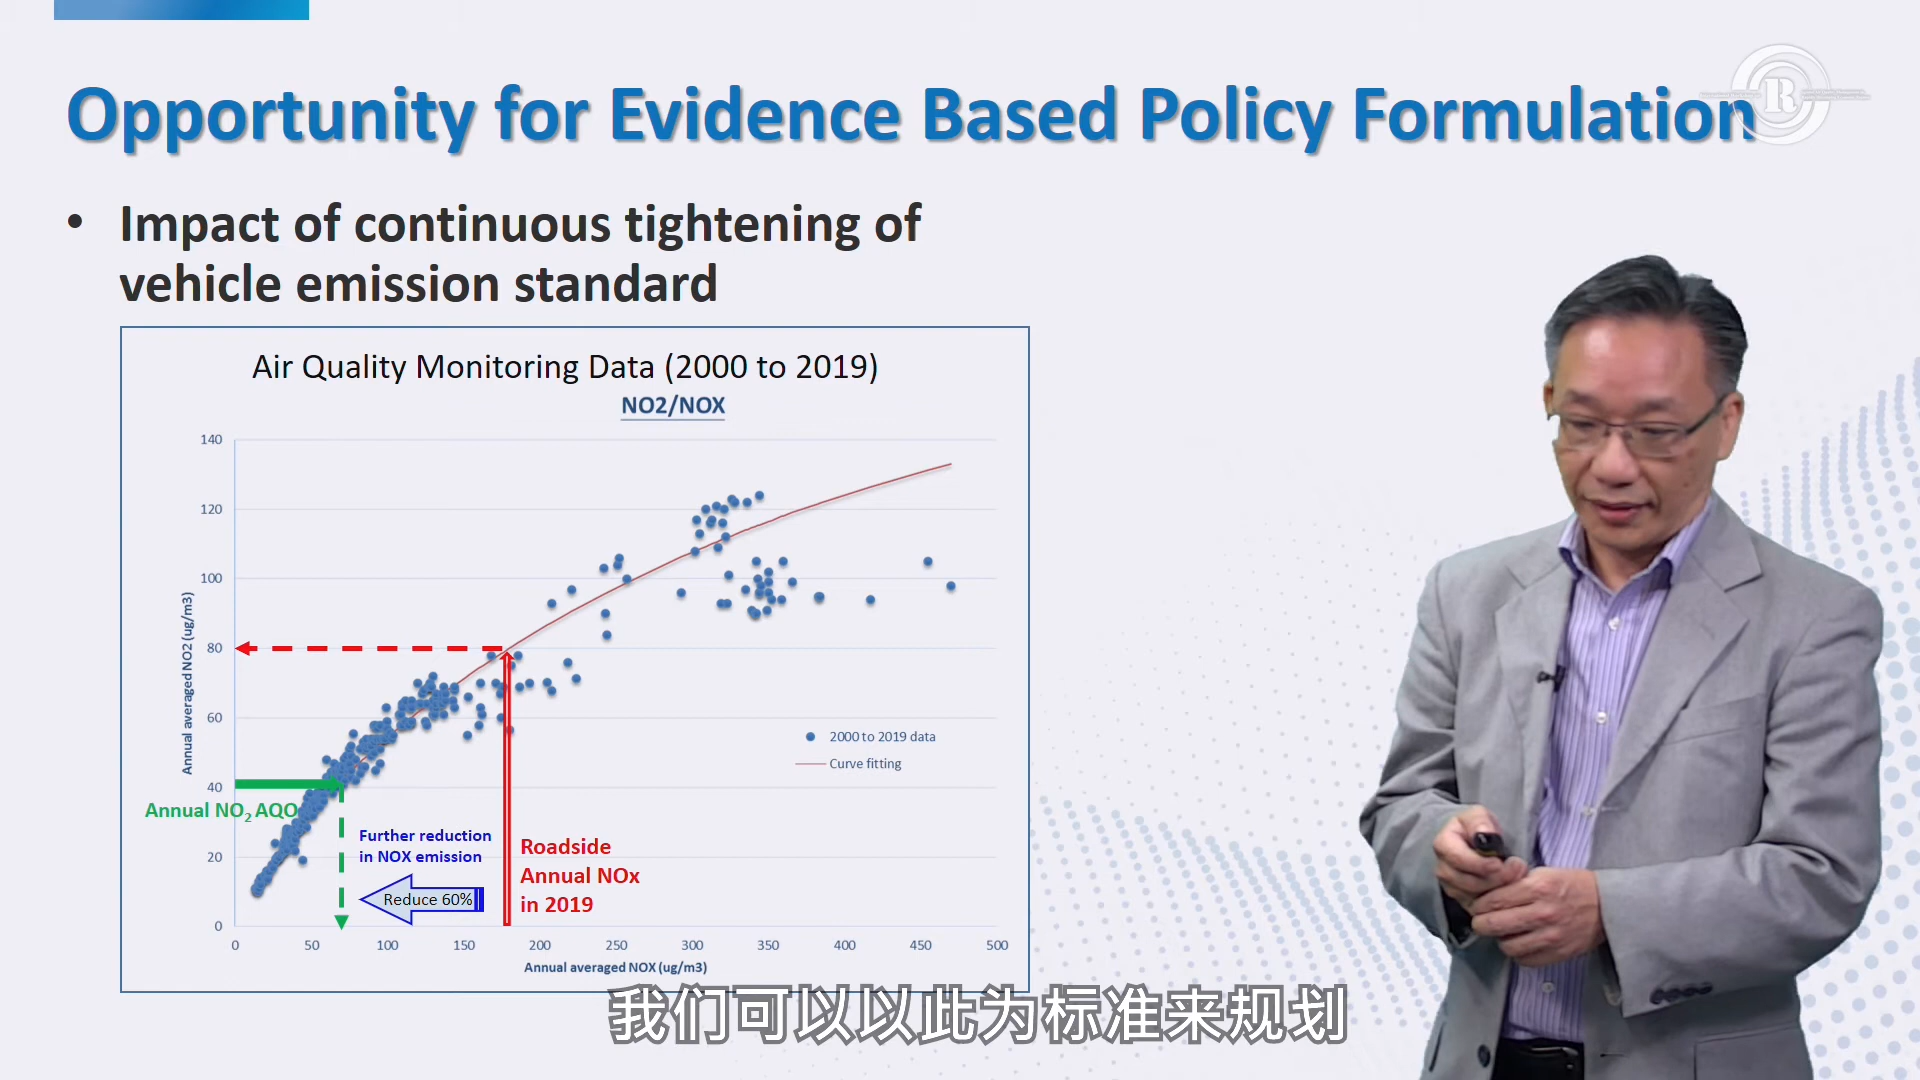 Opportunity for Evidence Based Policy Formulation
R
• Impact of continuous tightening of
vehicle emission standard
Air Quality Monitoring Data (2000 to 2019)
NO2/NOX
140
120
100
80
60
40
20
0
Annual averaged NO2 (ug/m3)
2000 to 2019 data
Curve fitting
Annual NO2 AQO
Further reduction
in NOX emission
Reduce 60%
Roadside
Annual NOx
in 2019
0 50 100 150 200 250 300 350 400 450 500
Annual averaged NOX (ug/m3)
我们可以以此为标准来规划